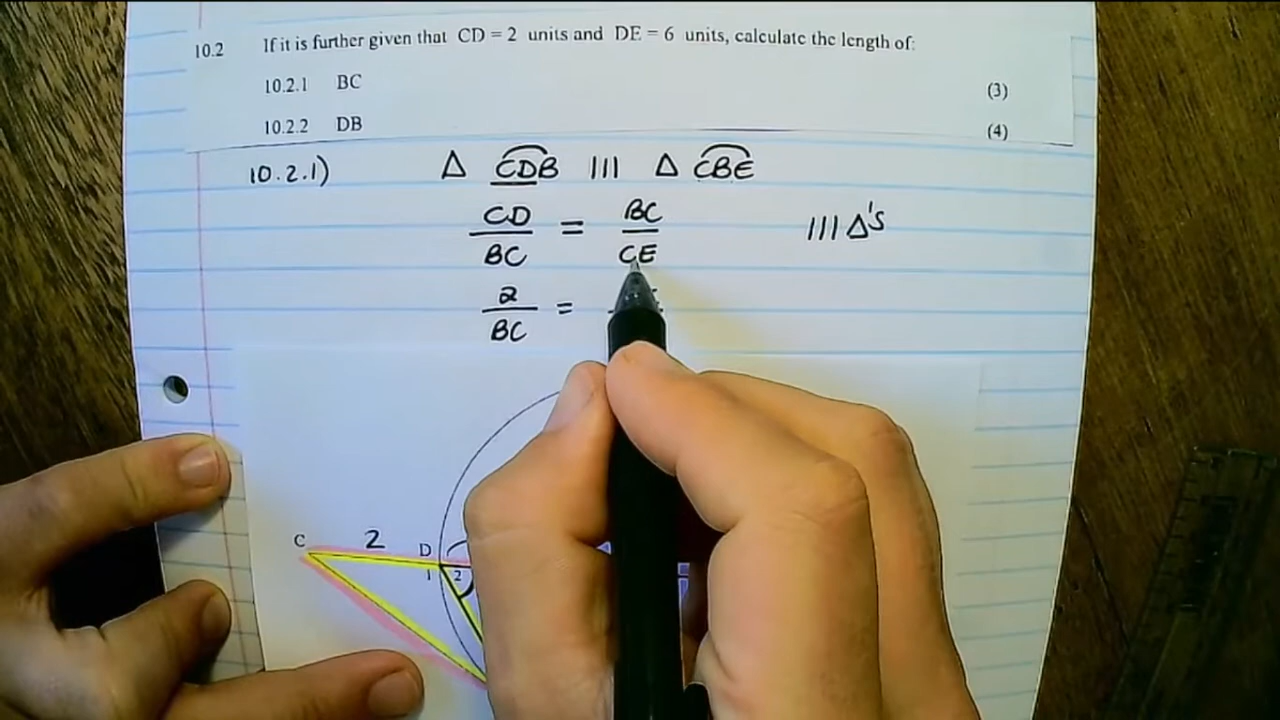 10.2 If it is further given that CD = 2 units and DE = 6 units, calculate the length of:
10.2.1 BC (3)
10.2.2 DB (4)
10.2.1) Δ CDB ||| Δ CBE
CD/BC = BC/CE ||| Δ's
2/BC =
C 2 D
1 2